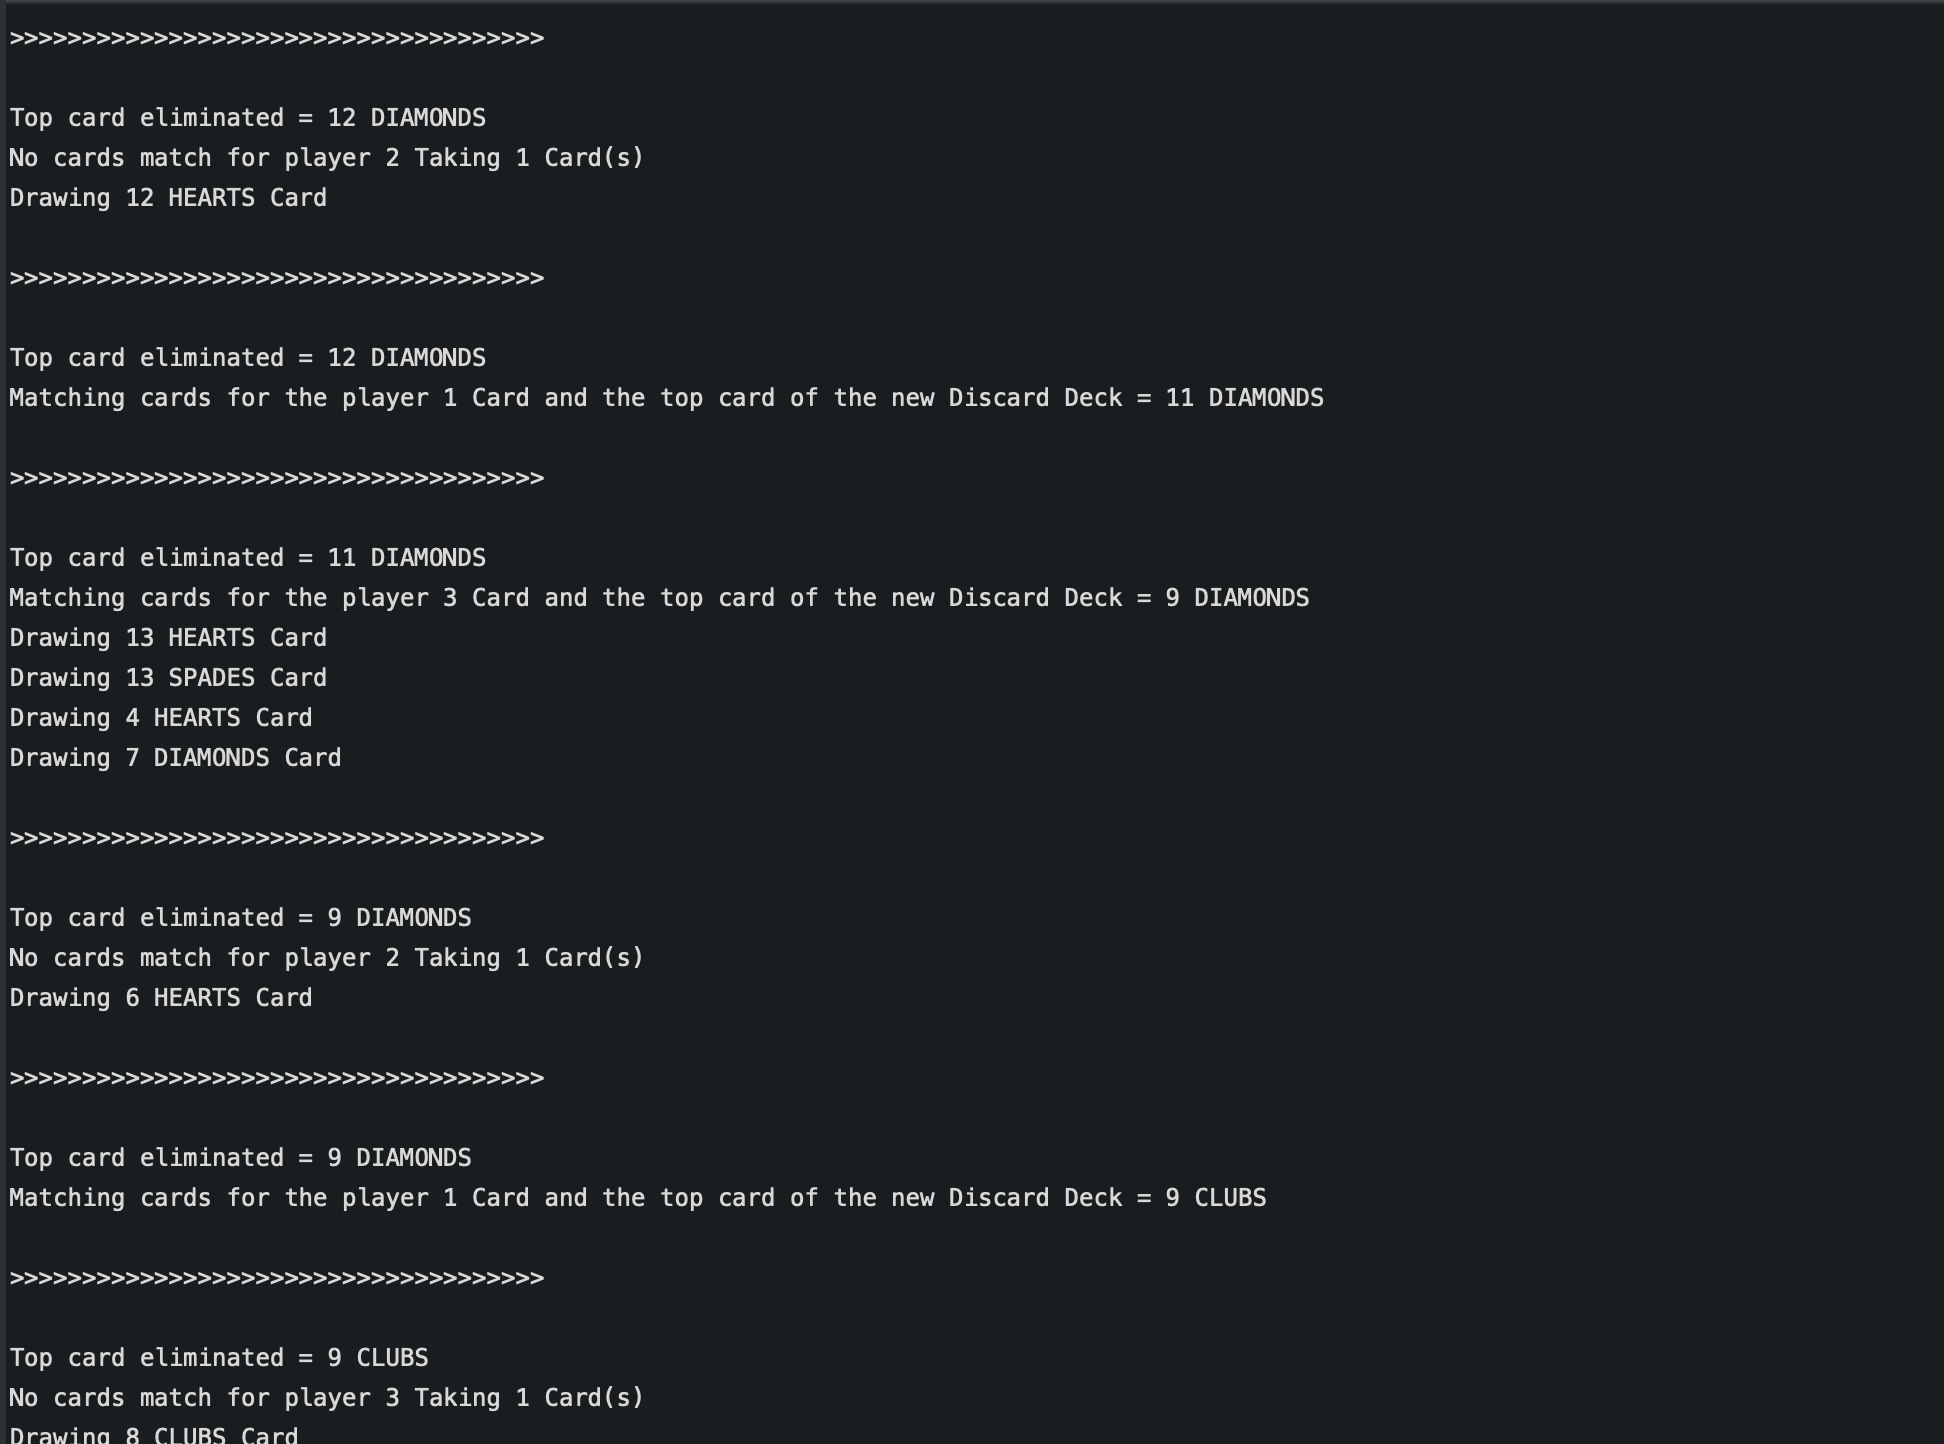 >>>>>>>>>>>>>>>>>>>>>>>>>>>>>>>>>>>>>
Top card eliminated = 12 DIAMONDS
No cards match for player 2 Taking 1 Card(s)
Drawing 12 HEARTS Card
>>>>>>>>>>>>>>>>>>>>>>>>>>>>>>>>>>>>>
Top card eliminated = 12 DIAMONDS
Matching cards for the player 1 Card and the top card of the new Discard Deck = 11 DIAMONDS
>>>>>>>>>>>>>>>>>>>>>>>>>>>>>>>>>>>>>
Top card eliminated = 11 DIAMONDS
Matching cards for the player 3 Card and the top card of the new Discard Deck = 9 DIAMONDS
Drawing 13 HEARTS Card
Drawing 13 SPADES Card
Drawing 4 HEARTS Card
Drawing 7 DIAMONDS Card
>>>>>>>>>>>>>>>>>>>>>>>>>>>>>>>>>>>>>
Top card eliminated = 9 DIAMONDS
No cards match for player 2 Taking 1 Card(s)
Drawing 6 HEARTS Card
>>>>>>>>>>>>>>>>>>>>>>>>>>>>>>>>>>>>>
Top card eliminated = 9 DIAMONDS
Matching cards for the player 1 Card and the top card of the new Discard Deck = 9 CLUBS
>>>>>>>>>>>>>>>>>>>>>>>>>>>>>>>>>>>>>
Top card eliminated = 9 CLUBS
No cards match for player 3 Taking 1 Card(s)
Drawing 8 CLUBS Card